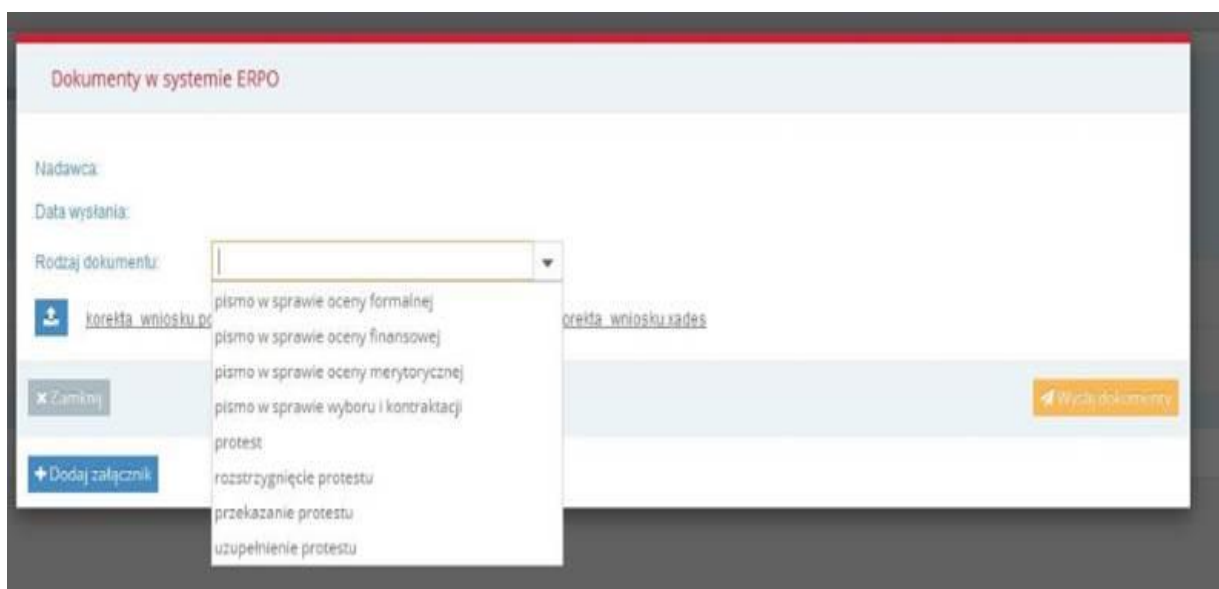 Dokumenty w systemie ERPO
Nadawca:
Data wysłania:
Rodzaj dokumentu:
pismo w sprawie oceny formalnej
korekta_wniosku.po orekta_wniosku.xades
pismo w sprawie oceny finansowej
pismo w sprawie oceny merytorycznej
Zamknij
Wyślij dokumenty
pismo w sprawie wyboru i kontraktacji
protest
Dodaj załącznik
rozstrzygnięcie protestu
przekazanie protestu
uzupełnienie protestu